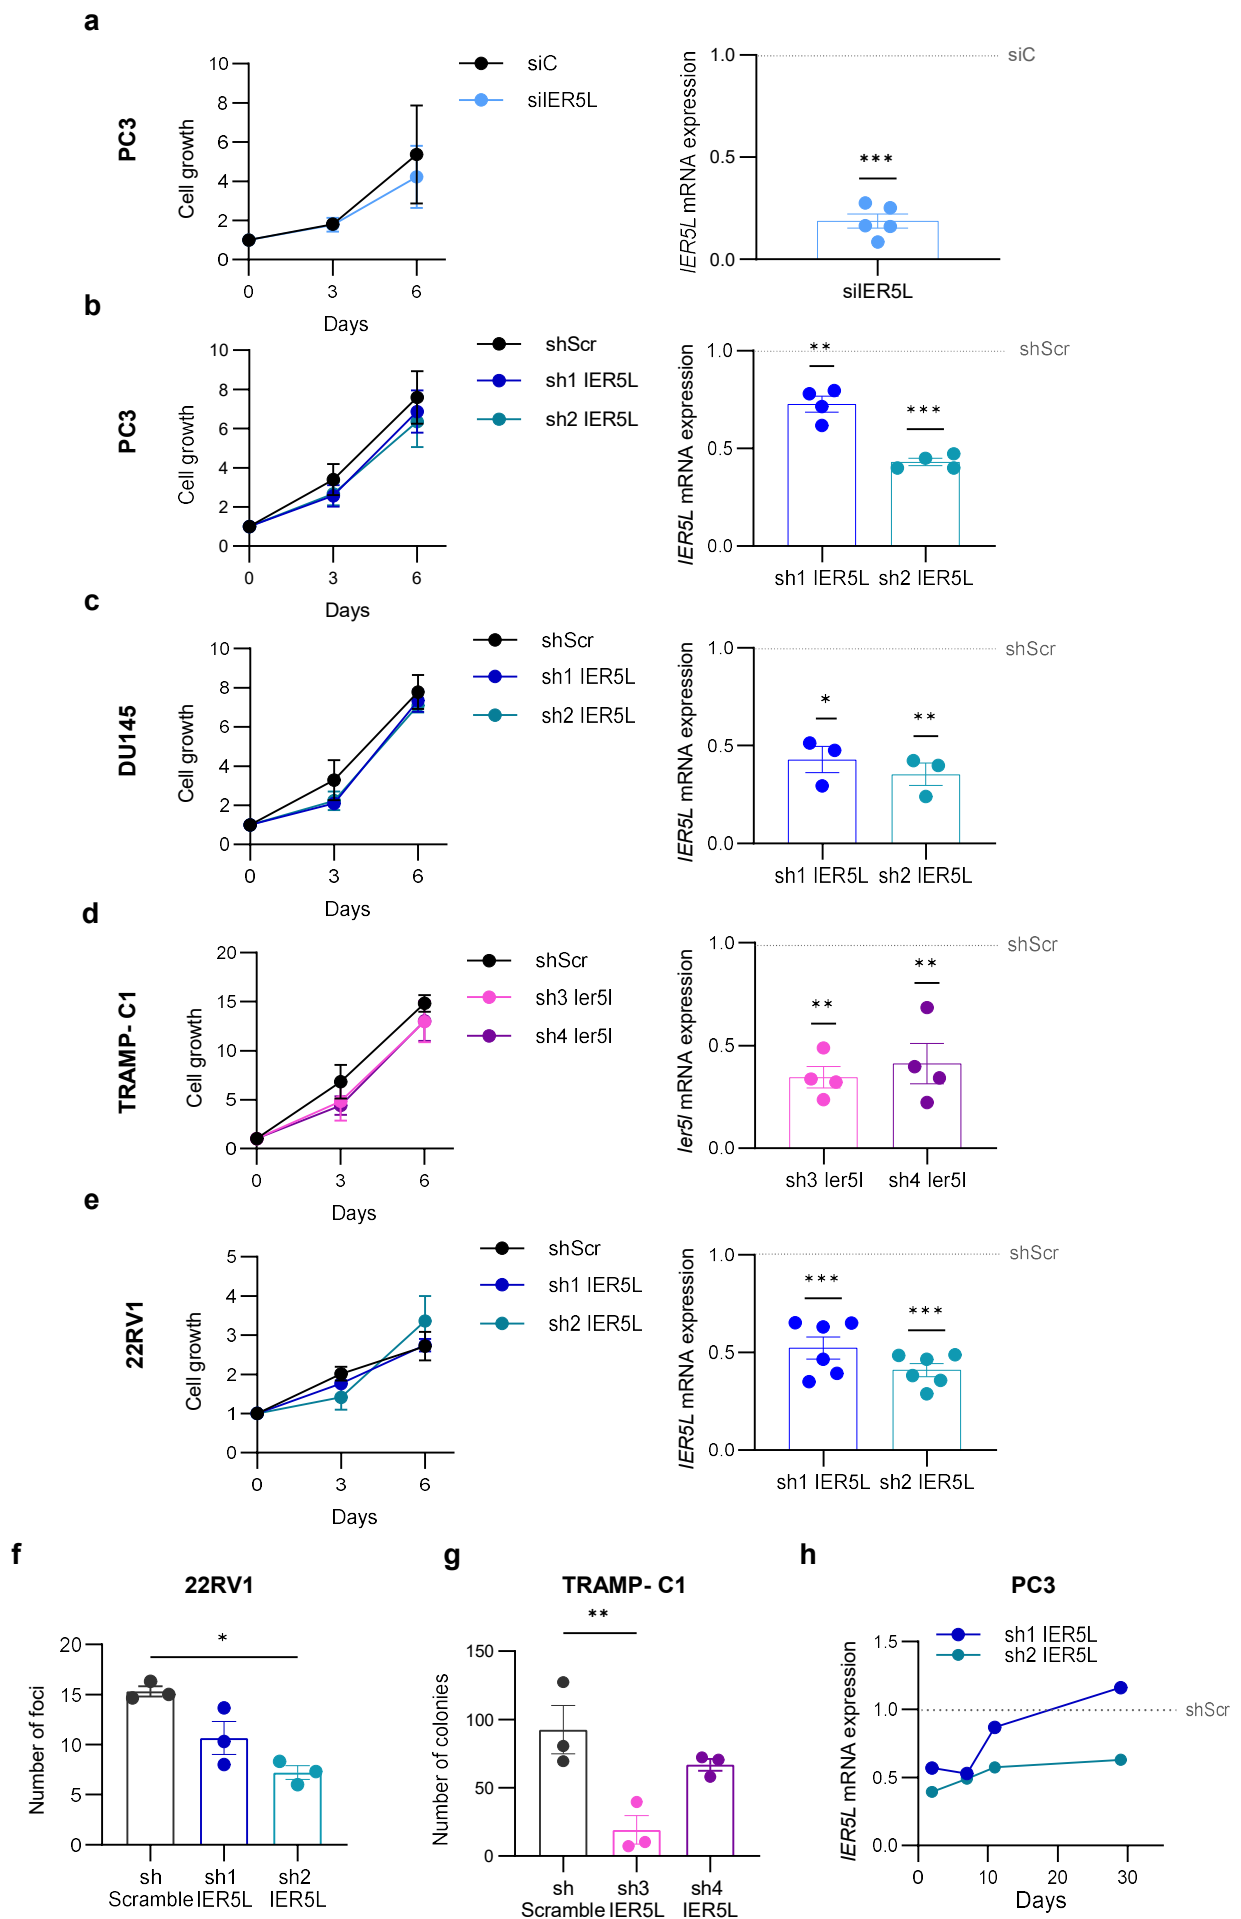 a
PC3
Cell growth
10
8
6
4
2
0
0 3 6
Days
siC
siIER5L
IER5L mRNA expression
1.0
0.5
0.0
siC
***
siIER5L
b
PC3
Cell growth
10
8
6
4
2
0
0 3 6
Days
shScr
sh1 IER5L
sh2 IER5L
IER5L mRNA expression
1.0
0.5
0.0
shScr
**
***
sh1 IER5L sh2 IER5L
c
DU145
Cell growth
10
8
6
4
2
0
0 3 6
Days
shScr
sh1 IER5L
sh2 IER5L
IER5L mRNA expression
1.0
0.5
0.0
shScr
*
**
sh1 IER5L sh2 IER5L
d
TRAMP- C1
Cell growth
20
15
10
5
0
0 3 6
Days
shScr
sh3 Ier5l
sh4 Ier5l
Ier5l mRNA expression
1.0
0.5
0.0
shScr
**
**
sh3 Ier5l sh4 Ier5l
e
22RV1
Cell growth
5
4
3
2
1
0
0 3 6
Days
shScr
sh1 IER5L
sh2 IER5L
IER5L mRNA expression
1.0
0.5
0.0
shScr
***
***
sh1 IER5L sh2 IER5L
f
22RV1
Number of foci
20
15
10
5
0
*
sh sh1 sh2
Scramble IER5L IER5L
g
TRAMP- C1
Number of colonies
150
100
50
0
**
sh sh3 sh4
Scramble IER5L IER5L
h
PC3
IER5L mRNA expression
1.5
1.0
0.5
0.0
sh1 IER5L
sh2 IER5L
shScr
0 10 20 30
Days